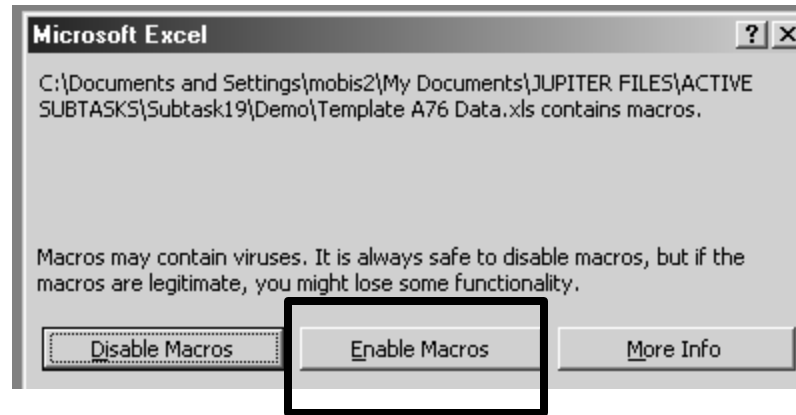 Microsoft Excel
C:\Documents and Settings\mobis2\My Documents\JUPITER FILES\ACTIVE
SUBTASKS\Subtask19\Demo\Template A76 Data.xls contains macros.
Macros may contain viruses. It is always safe to disable macros, but if the
macros are legitimate, you might lose some functionality.
Disable Macros Enable Macros More Info